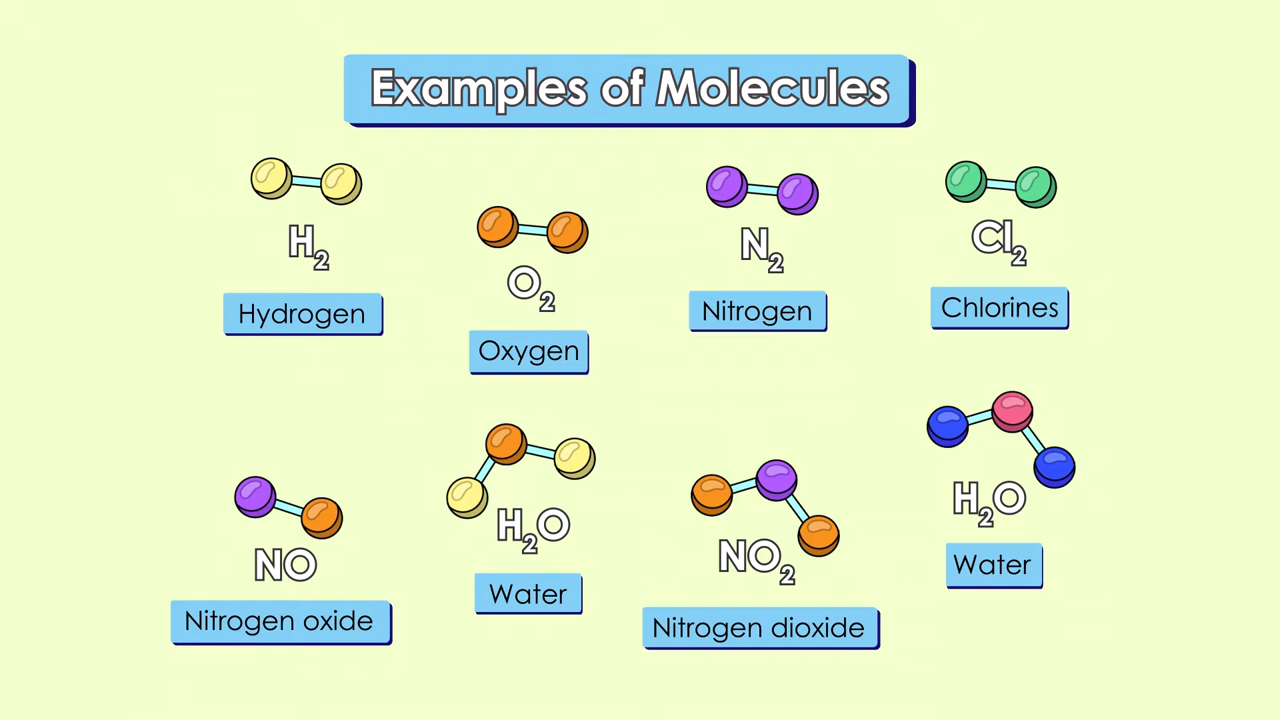 Examples of Molecules
H₂
Hydrogen
O₂
Oxygen
N₂
Nitrogen
Cl₂
Chlorines
NO
Nitrogen oxide
H₂O
Water
NO₂
Nitrogen dioxide
H₂O
Water